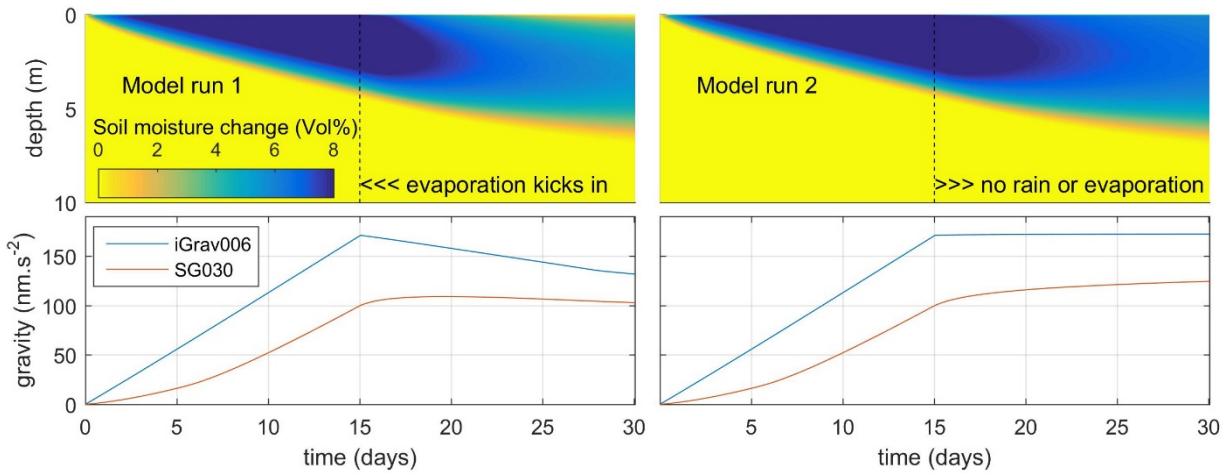 0
5
10
depth (m)
Model run 1
Soil moisture change (Vol%)
0 2 4 6 8
<<< evaporation kicks in
Model run 2
>>> no rain or evaporation
150
100
50
0
gravity (nm.s-2)
iGrav006
SG030
0 5 10 15 20 25 30
time (days)
0 5 10 15 20 25 30
time (days)